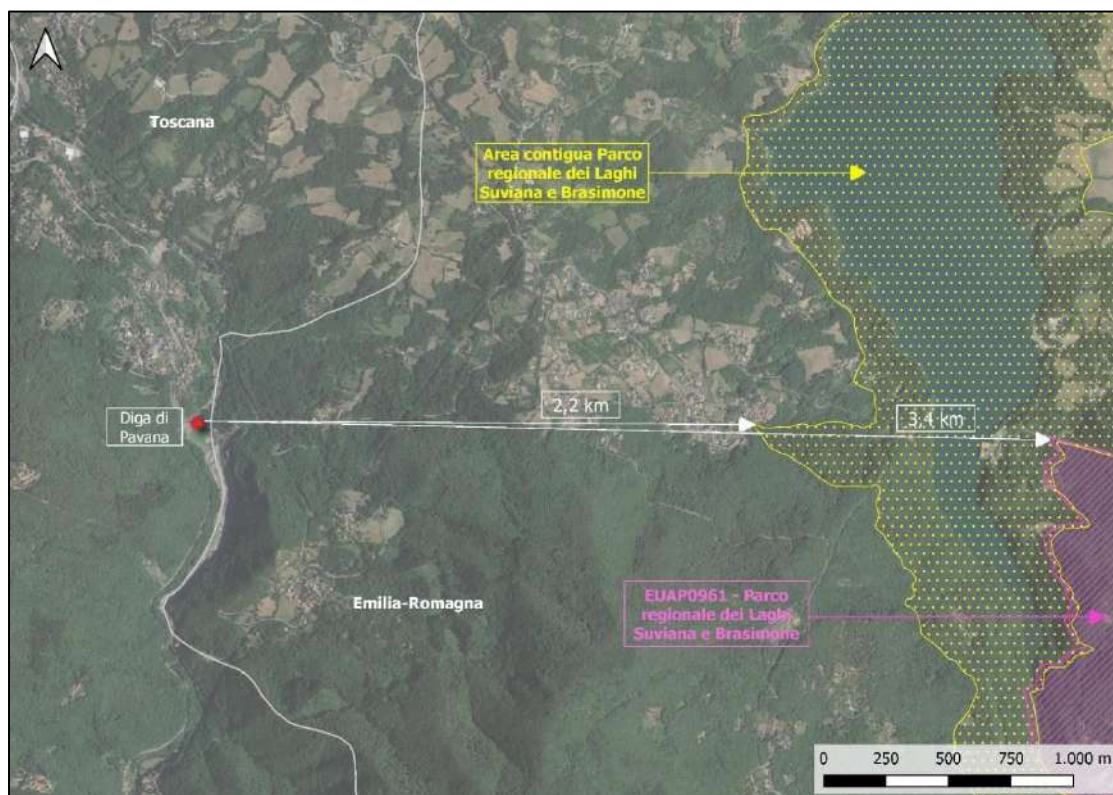 Toscana
Area contigua Parco
regionale dei Laghi
Suviana e Brasimone
2,2 km
3,4 km
Diga di
Pavana
Emilia-Romagna
EUAP0961 - Parco
regionale dei Laghi
Suviana e Brasimone
0 250 500 750 1.000 m